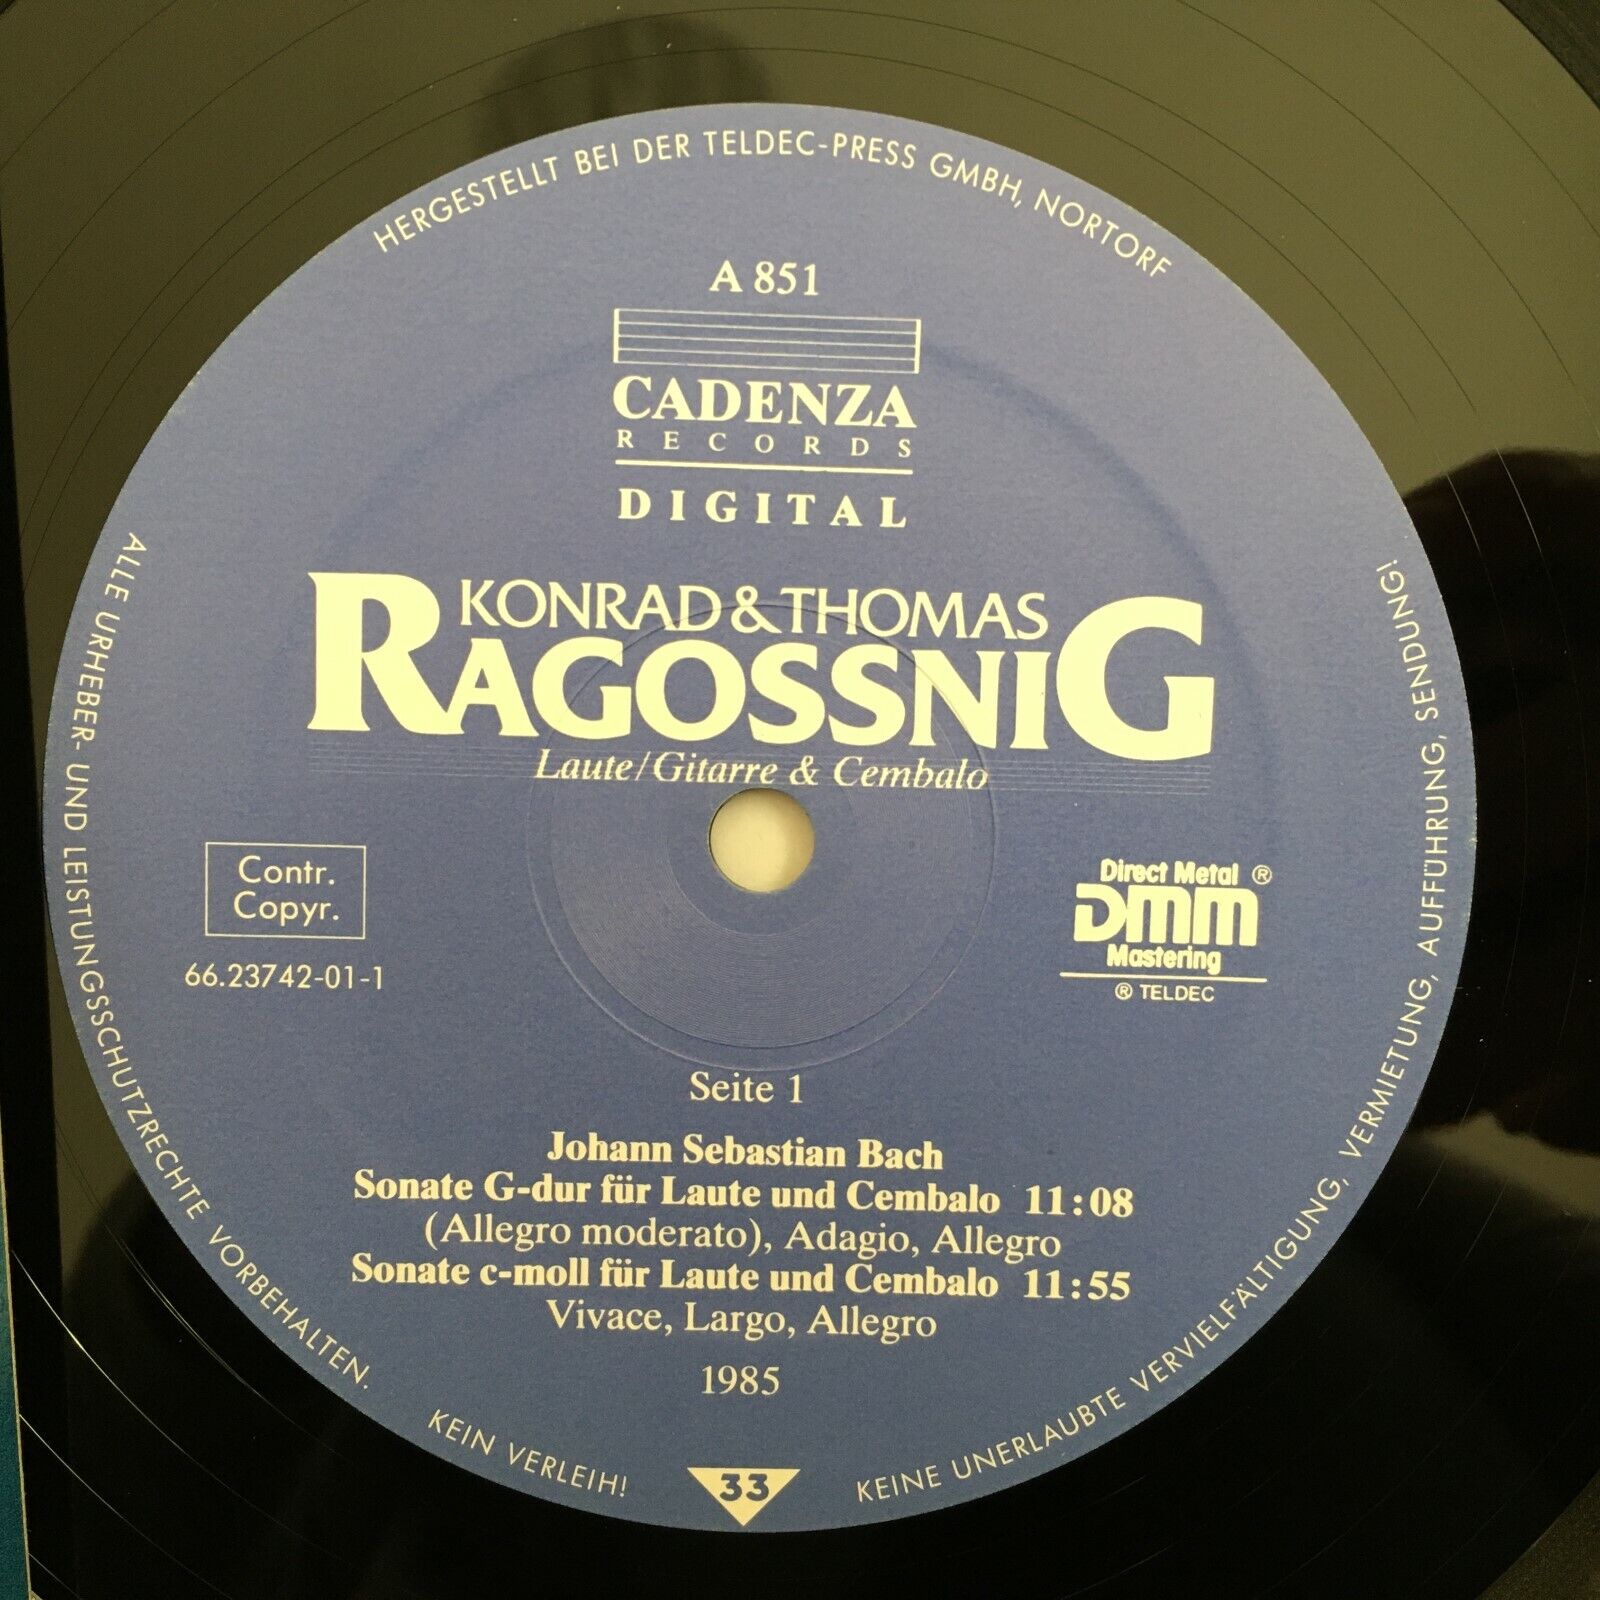 HERGESTELLT BEI DER TELDEC-PRESS GMBH, NORTORF
A 851
CADENZA
RECORDS
DIGITAL
KONRAD & THOMAS
RAGOSSNIG
Laute/Gitarre & Cembalo
Contr.
Copyr.
66.23742-01-1
Direct Metal ®
DMM
Mastering
® TELDEC
Seite 1
Johann Sebastian Bach
Sonate G-dur für Laute und Cembalo 11:08
(Allegro moderato), Adagio, Allegro
Sonate c-moll für Laute und Cembalo 11:55
Vivace, Largo, Allegro
1985
33
ALLE URHEBER- UND LEISTUNGSSCHUTZRECHTE VORBEHALTEN.
KEIN VERLEIH!
KEINE UNERLAUBTE VERVIELFÄLTIGUNG, VERMIETUNG, AUFFÜHRUNG, SENDUNG!